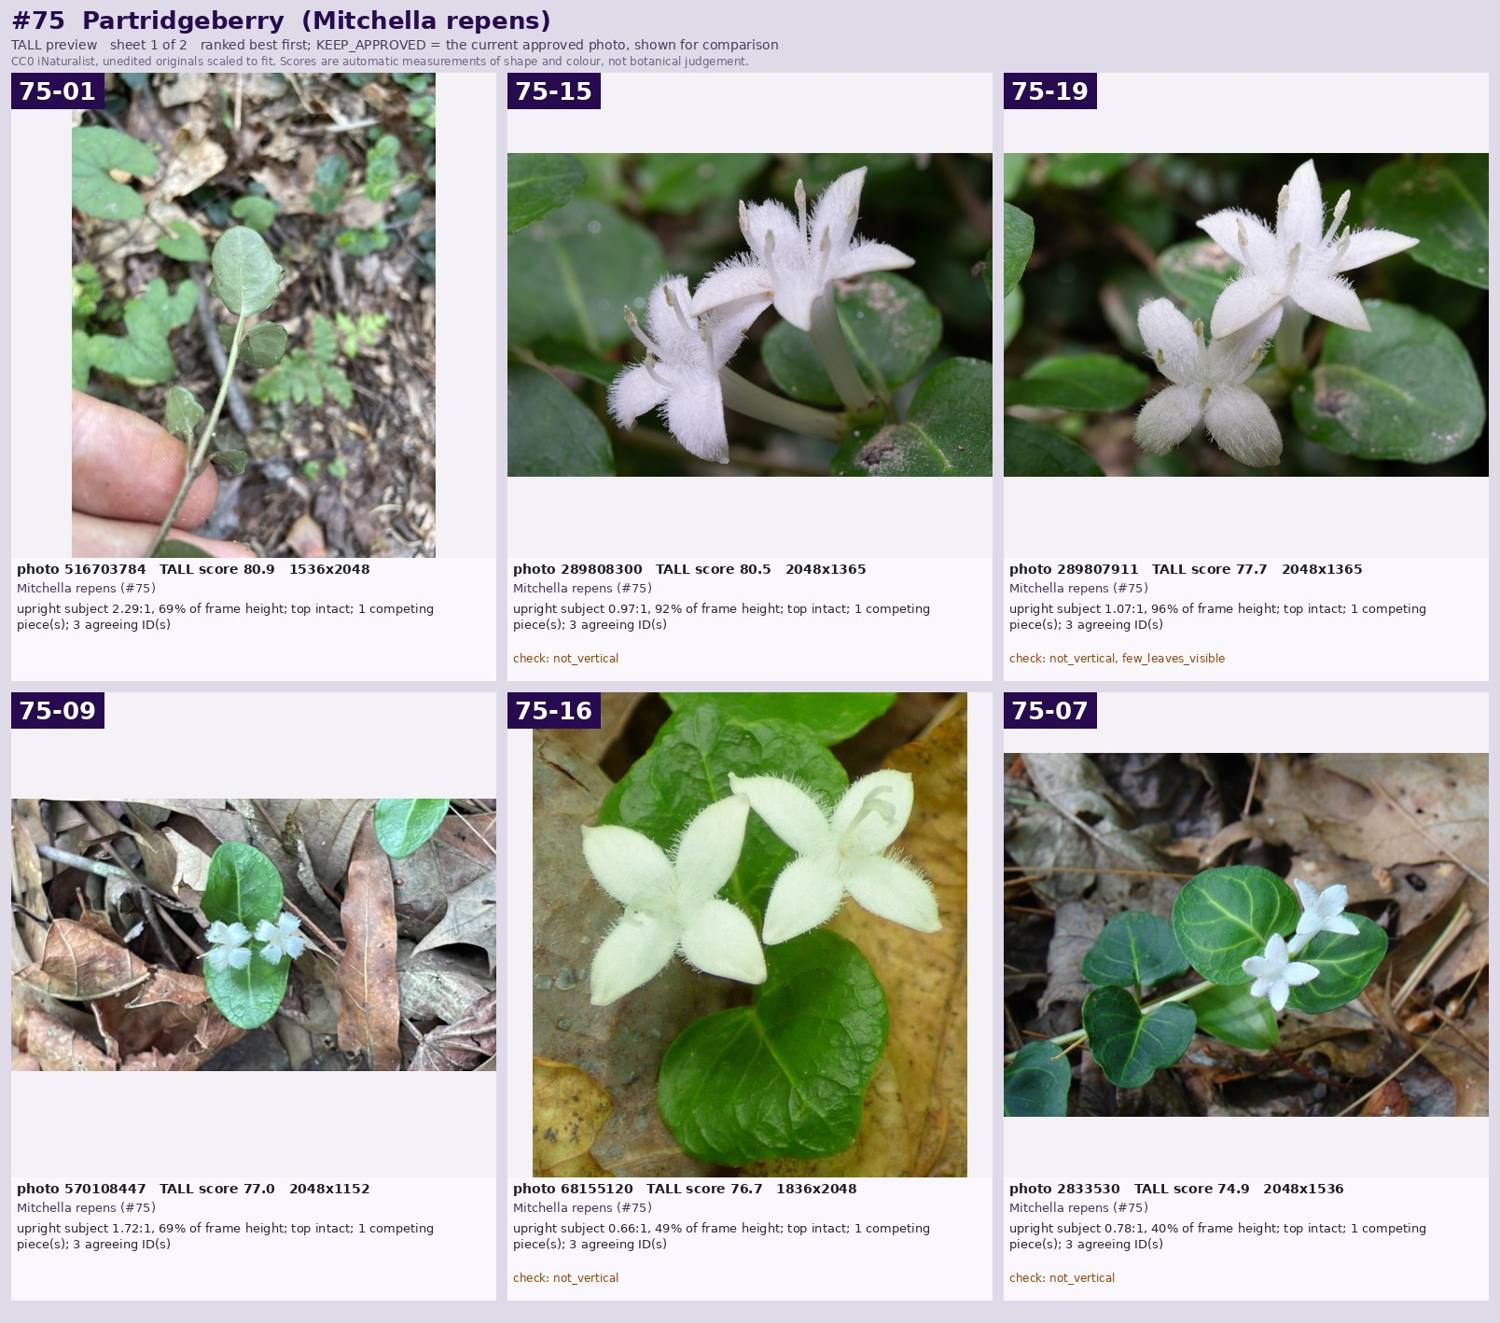 #75  Partridgeberry  (Mitchella repens)
TALL preview   sheet 1 of 2   ranked best first; KEEP_APPROVED = the current approved photo, shown for comparison
CC0 iNaturalist, unedited originals scaled to fit. Scores are automatic measurements of shape and colour, not botanical judgement.
75-01
75-15
75-19
photo 516703784   TALL score 80.9   1536x2048
Mitchella repens (#75)
upright subject 2.29:1, 69% of frame height; top intact; 1 competing
piece(s); 3 agreeing ID(s)
photo 289808300   TALL score 80.5   2048x1365
Mitchella repens (#75)
upright subject 0.97:1, 92% of frame height; top intact; 1 competing
piece(s); 3 agreeing ID(s)
check: not_vertical
photo 289807911   TALL score 77.7   2048x1365
Mitchella repens (#75)
upright subject 1.07:1, 96% of frame height; top intact; 1 competing
piece(s); 3 agreeing ID(s)
check: not_vertical, few_leaves_visible
75-09
75-16
75-07
photo 570108447   TALL score 77.0   2048x1152
Mitchella repens (#75)
upright subject 1.72:1, 69% of frame height; top intact; 1 competing
piece(s); 3 agreeing ID(s)
photo 68155120   TALL score 76.7   1836x2048
Mitchella repens (#75)
upright subject 0.66:1, 49% of frame height; top intact; 1 competing
piece(s); 3 agreeing ID(s)
check: not_vertical
photo 2833530   TALL score 74.9   2048x1536
Mitchella repens (#75)
upright subject 0.78:1, 40% of frame height; top intact; 1 competing
piece(s); 3 agreeing ID(s)
check: not_vertical